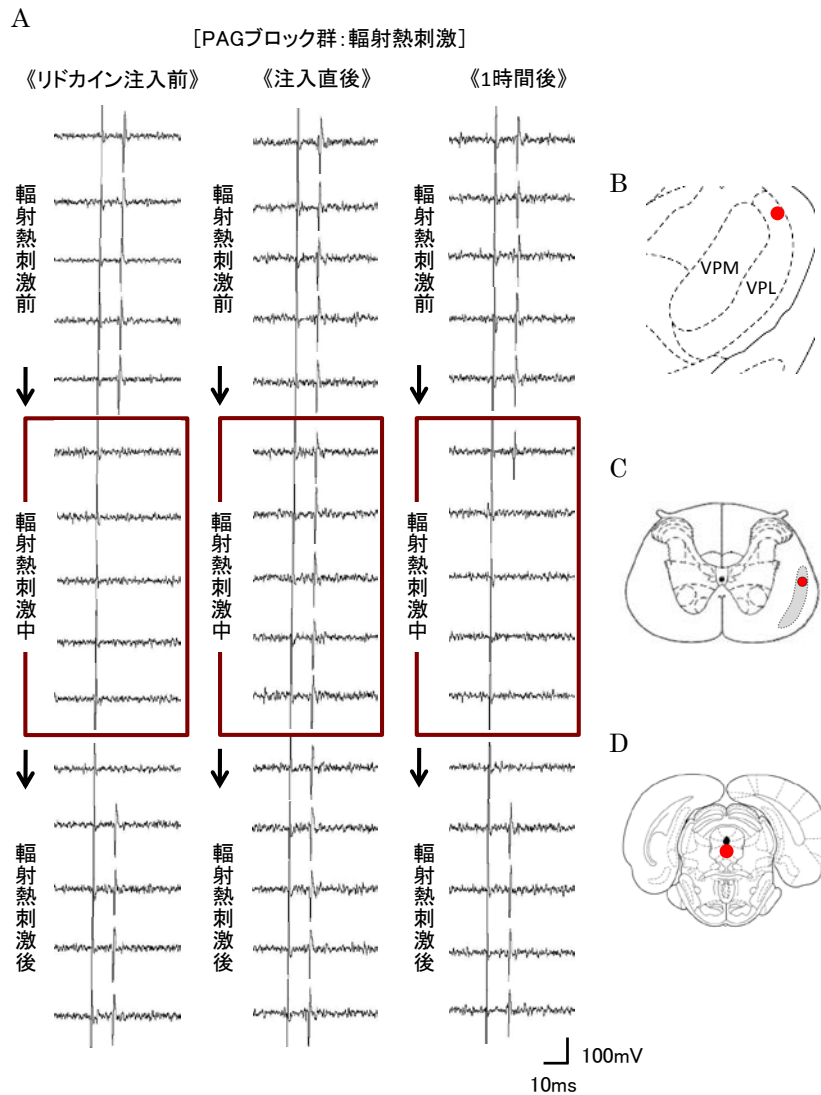 A
[PAGブロック群：輻射熱刺激]
《リドカイン注入前》
《注入直後》
《1時間後》
輻射熱刺激前
輻射熱刺激前
輻射熱刺激前
輻射熱刺激中
輻射熱刺激中
輻射熱刺激中
輻射熱刺激後
輻射熱刺激後
輻射熱刺激後
100mV
10ms
B
VPM
VPL
C
D